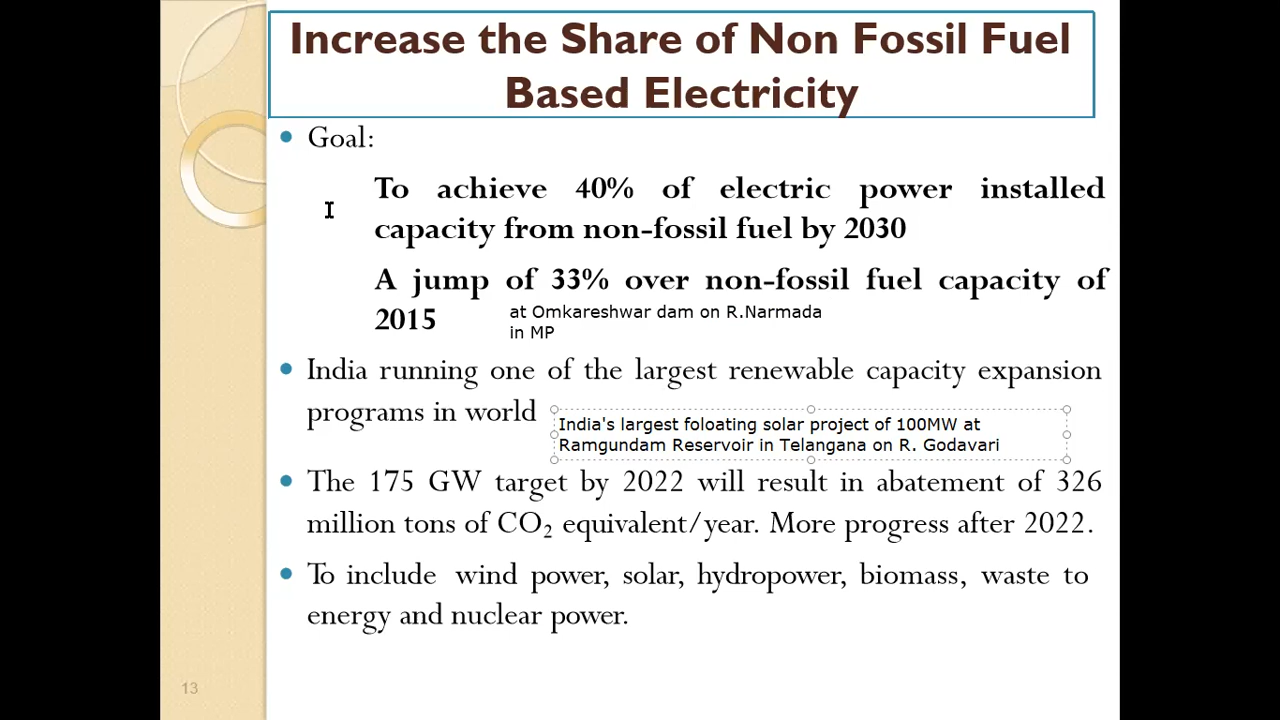 Increase the Share of Non Fossil Fuel
Based Electricity
Goal:
To achieve 40% of electric power installed
capacity from non-fossil fuel by 2030
A jump of 33% over non-fossil fuel capacity of
2015
at Omkareshwar dam on R.Narmada
in MP
India running one of the largest renewable capacity expansion
programs in world
India's largest foloating solar project of 100MW at
Ramgundam Reservoir in Telangana on R. Godavari
The 175 GW target by 2022 will result in abatement of 326
million tons of CO₂ equivalent/year. More progress after 2022.
To include wind power, solar, hydropower, biomass, waste to
energy and nuclear power.
13